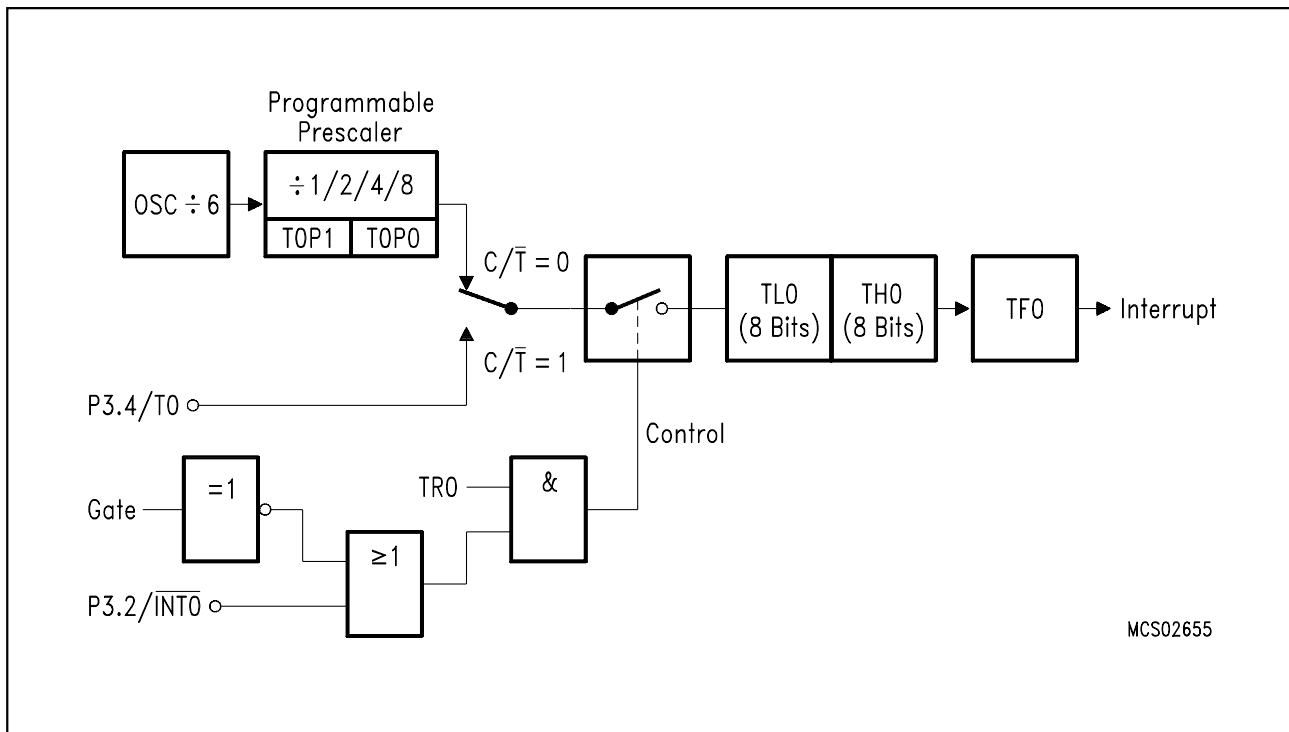 Programmable
Prescaler
OSC ÷ 6
÷ 1/2/4/8
T0P1
T0P0
C/T̅ = 0
TL0
(8 Bits)
TH0
(8 Bits)
TF0
Interrupt
C/T̅ = 1
P3.4/T0
Control
Gate
=1
TR0
&
≥1
P3.2/I̅N̅T̅0̅
MCS02655